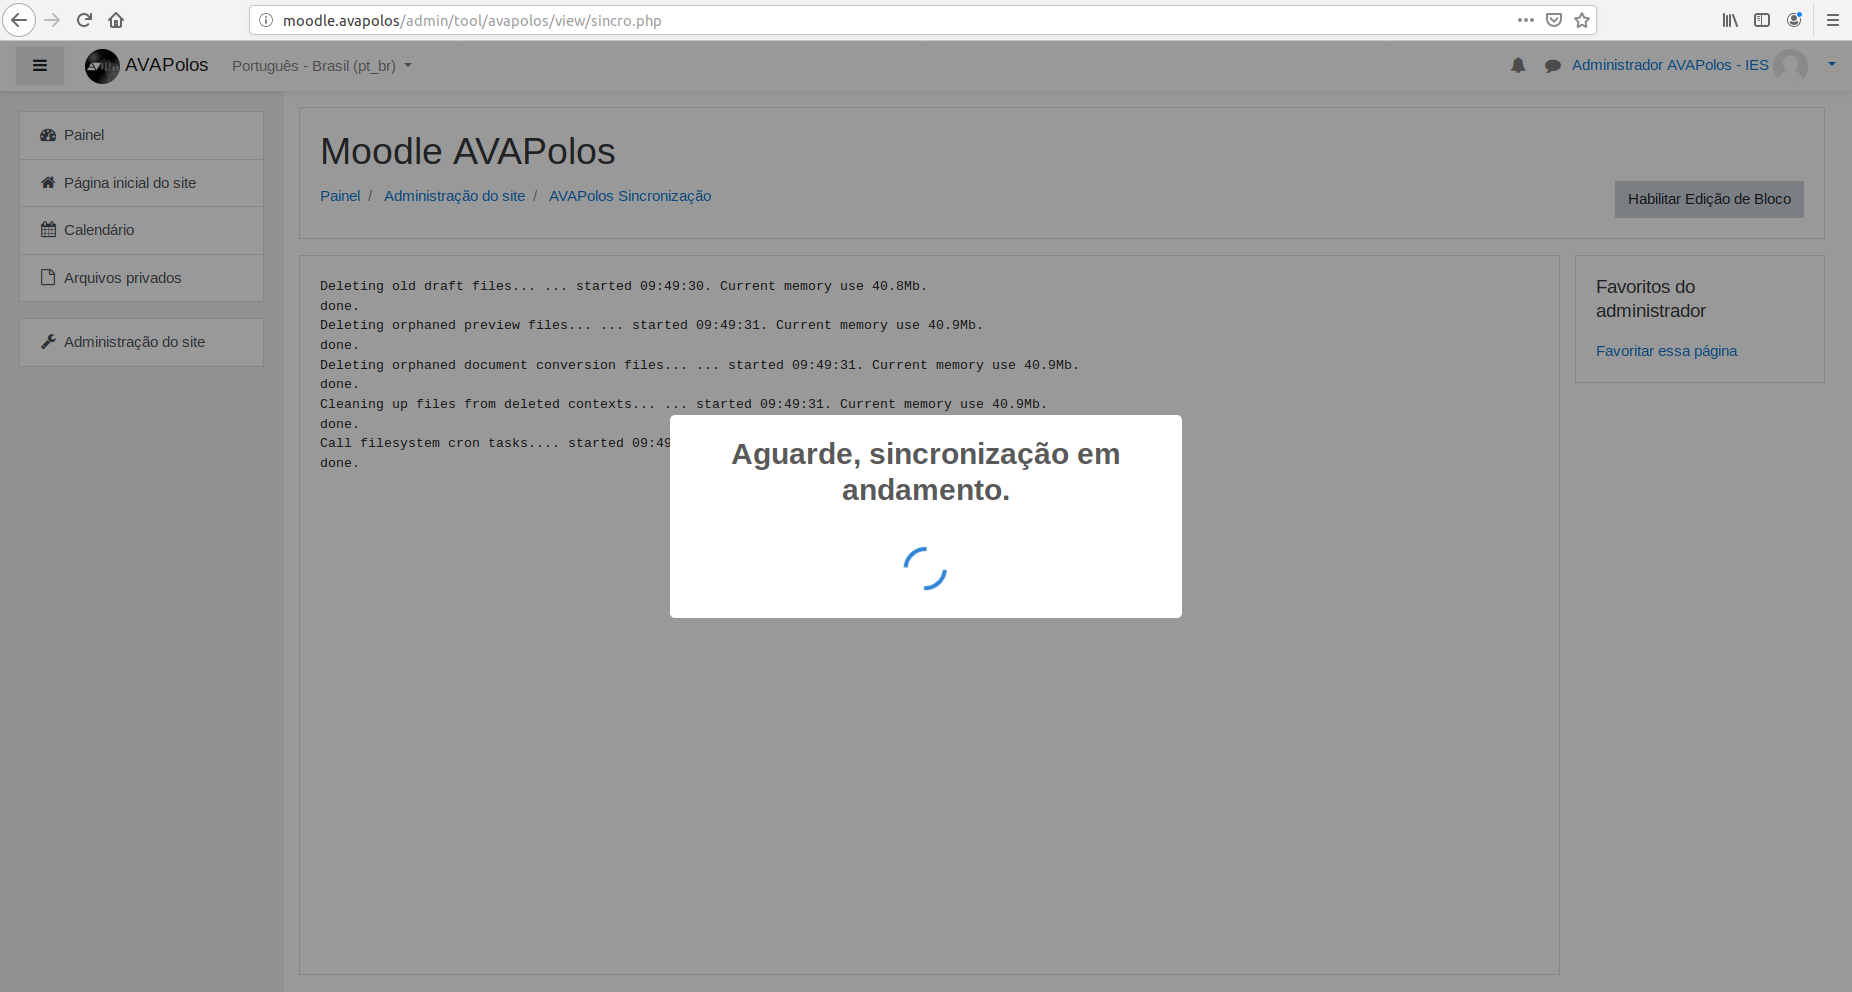 moodle.avapolos/admin/tool/avapolos/view/sincro.php
AVAPolos
Português - Brasil (pt_br)
Administrador AVAPolos - IES
Painel
Página inicial do site
Calendário
Arquivos privados
Administração do site
Moodle AVAPolos
Painel / Administração do site / AVAPolos Sincronização
Habilitar Edição de Bloco
Deleting old draft files... ... started 09:49:30. Current memory use 40.8Mb.
done.
Deleting orphaned preview files... ... started 09:49:31. Current memory use 40.9Mb.
done.
Deleting orphaned document conversion files... ... started 09:49:31. Current memory use 40.9Mb.
done.
Cleaning up files from deleted contexts... ... started 09:49:31. Current memory use 40.9Mb.
done.
Call filesystem cron tasks.... started 09:49
done.
Aguarde, sincronização em
andamento.
Favoritos do
administrador
Favoritar essa página